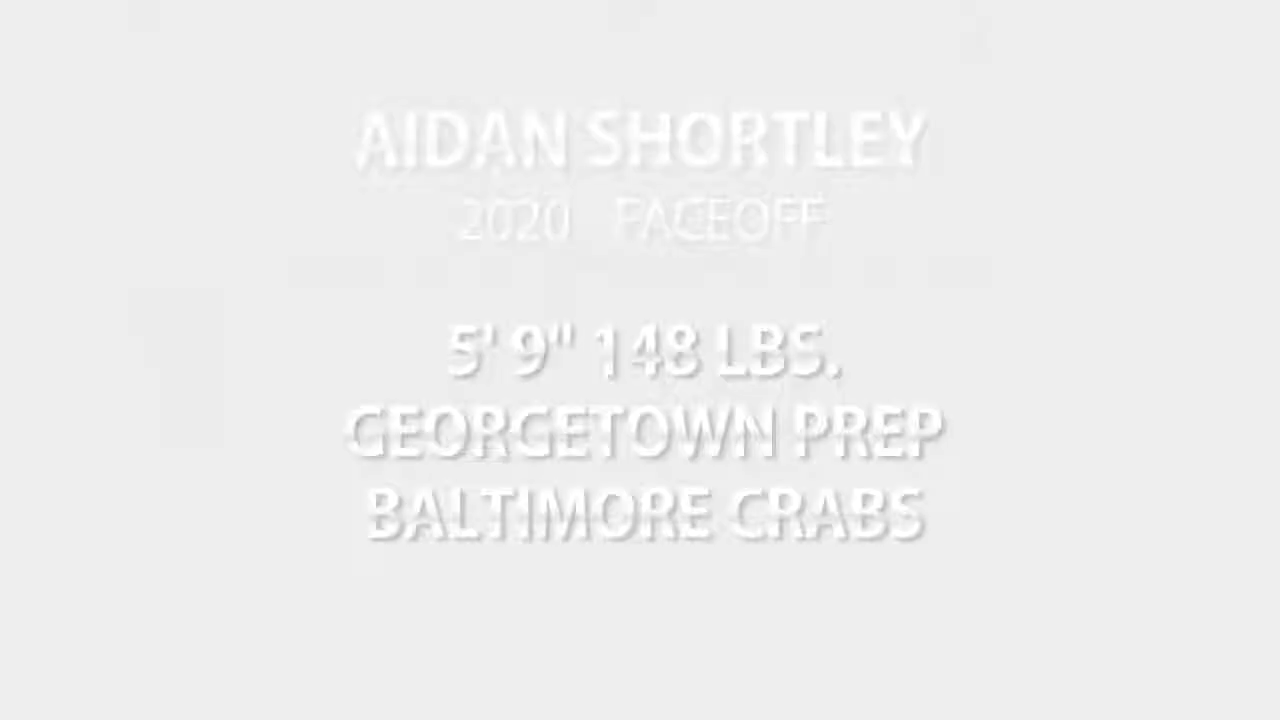 AIDAN SHORTLEY
2020 FACEOFF
5' 9" 148 LBS.
GEORGETOWN PREP
BALTIMORE CRABS